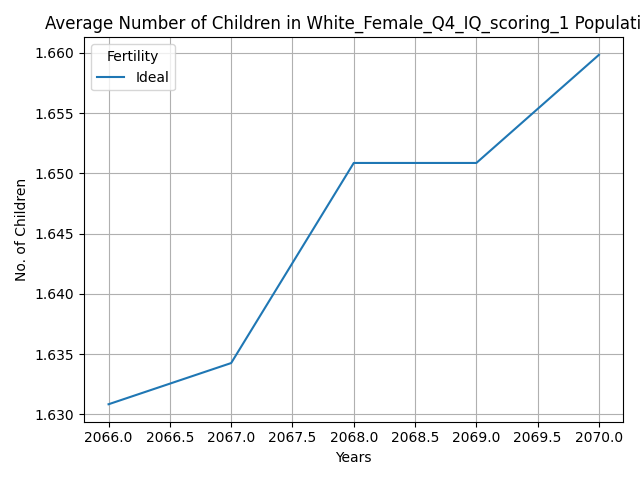 Average Number of Children in White_Female_Q4_IQ_scoring_1 Populati
Fertility
Ideal
1.660
1.655
1.650
1.645
1.640
1.635
1.630
No. of Children
2066.0 2066.5 2067.0 2067.5 2068.0 2068.5 2069.0 2069.5 2070.0
Years